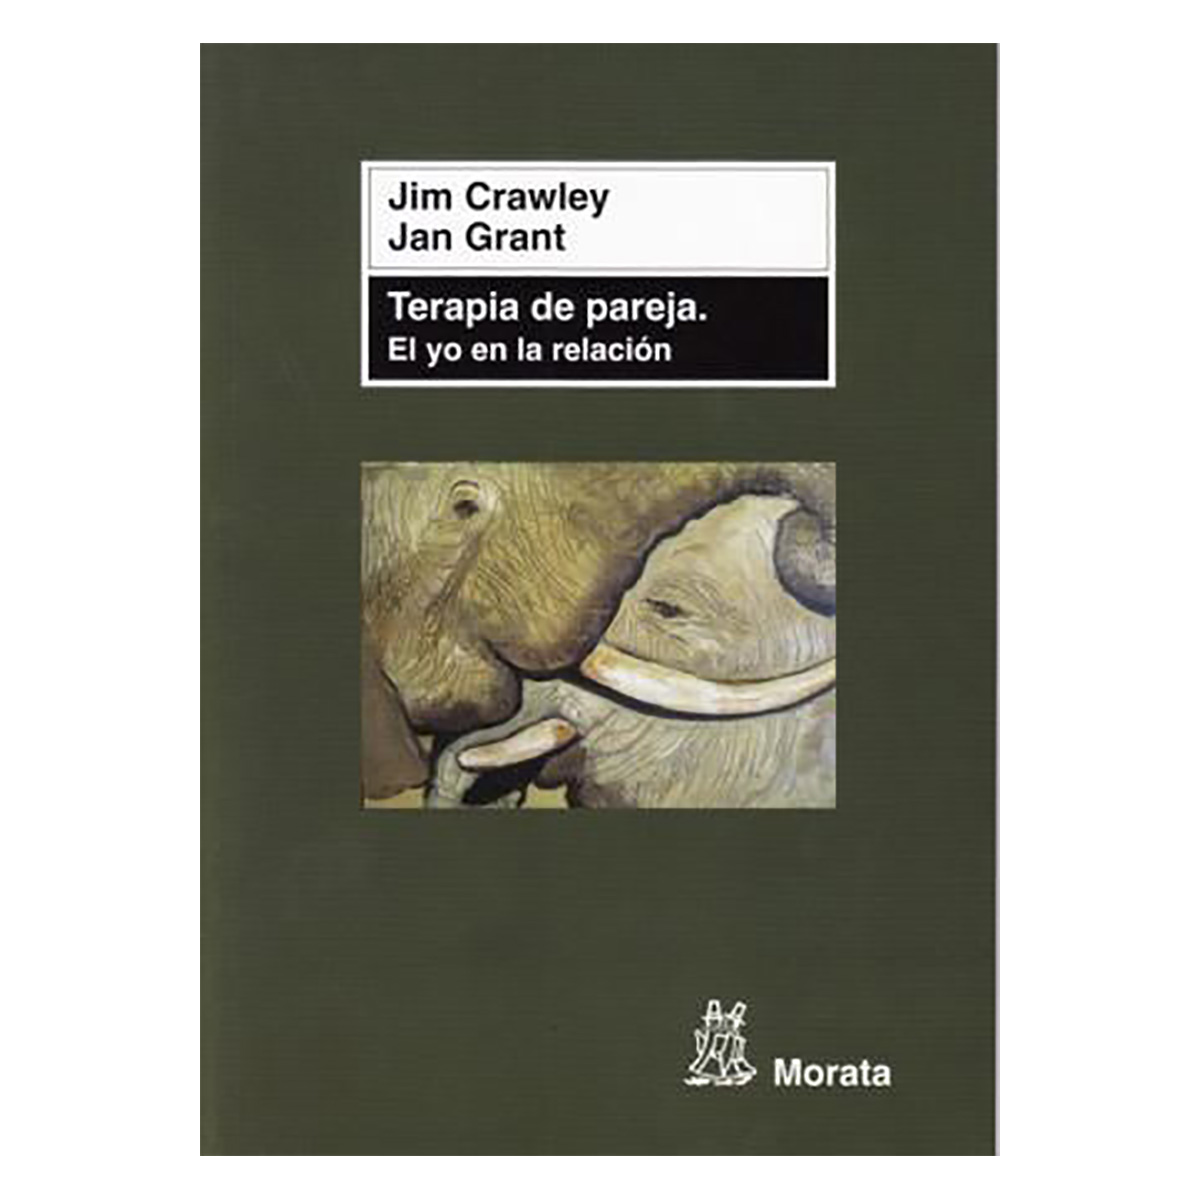 Jim Crawley
Jan Grant
Terapia de pareja.
El yo en la relación
Morata